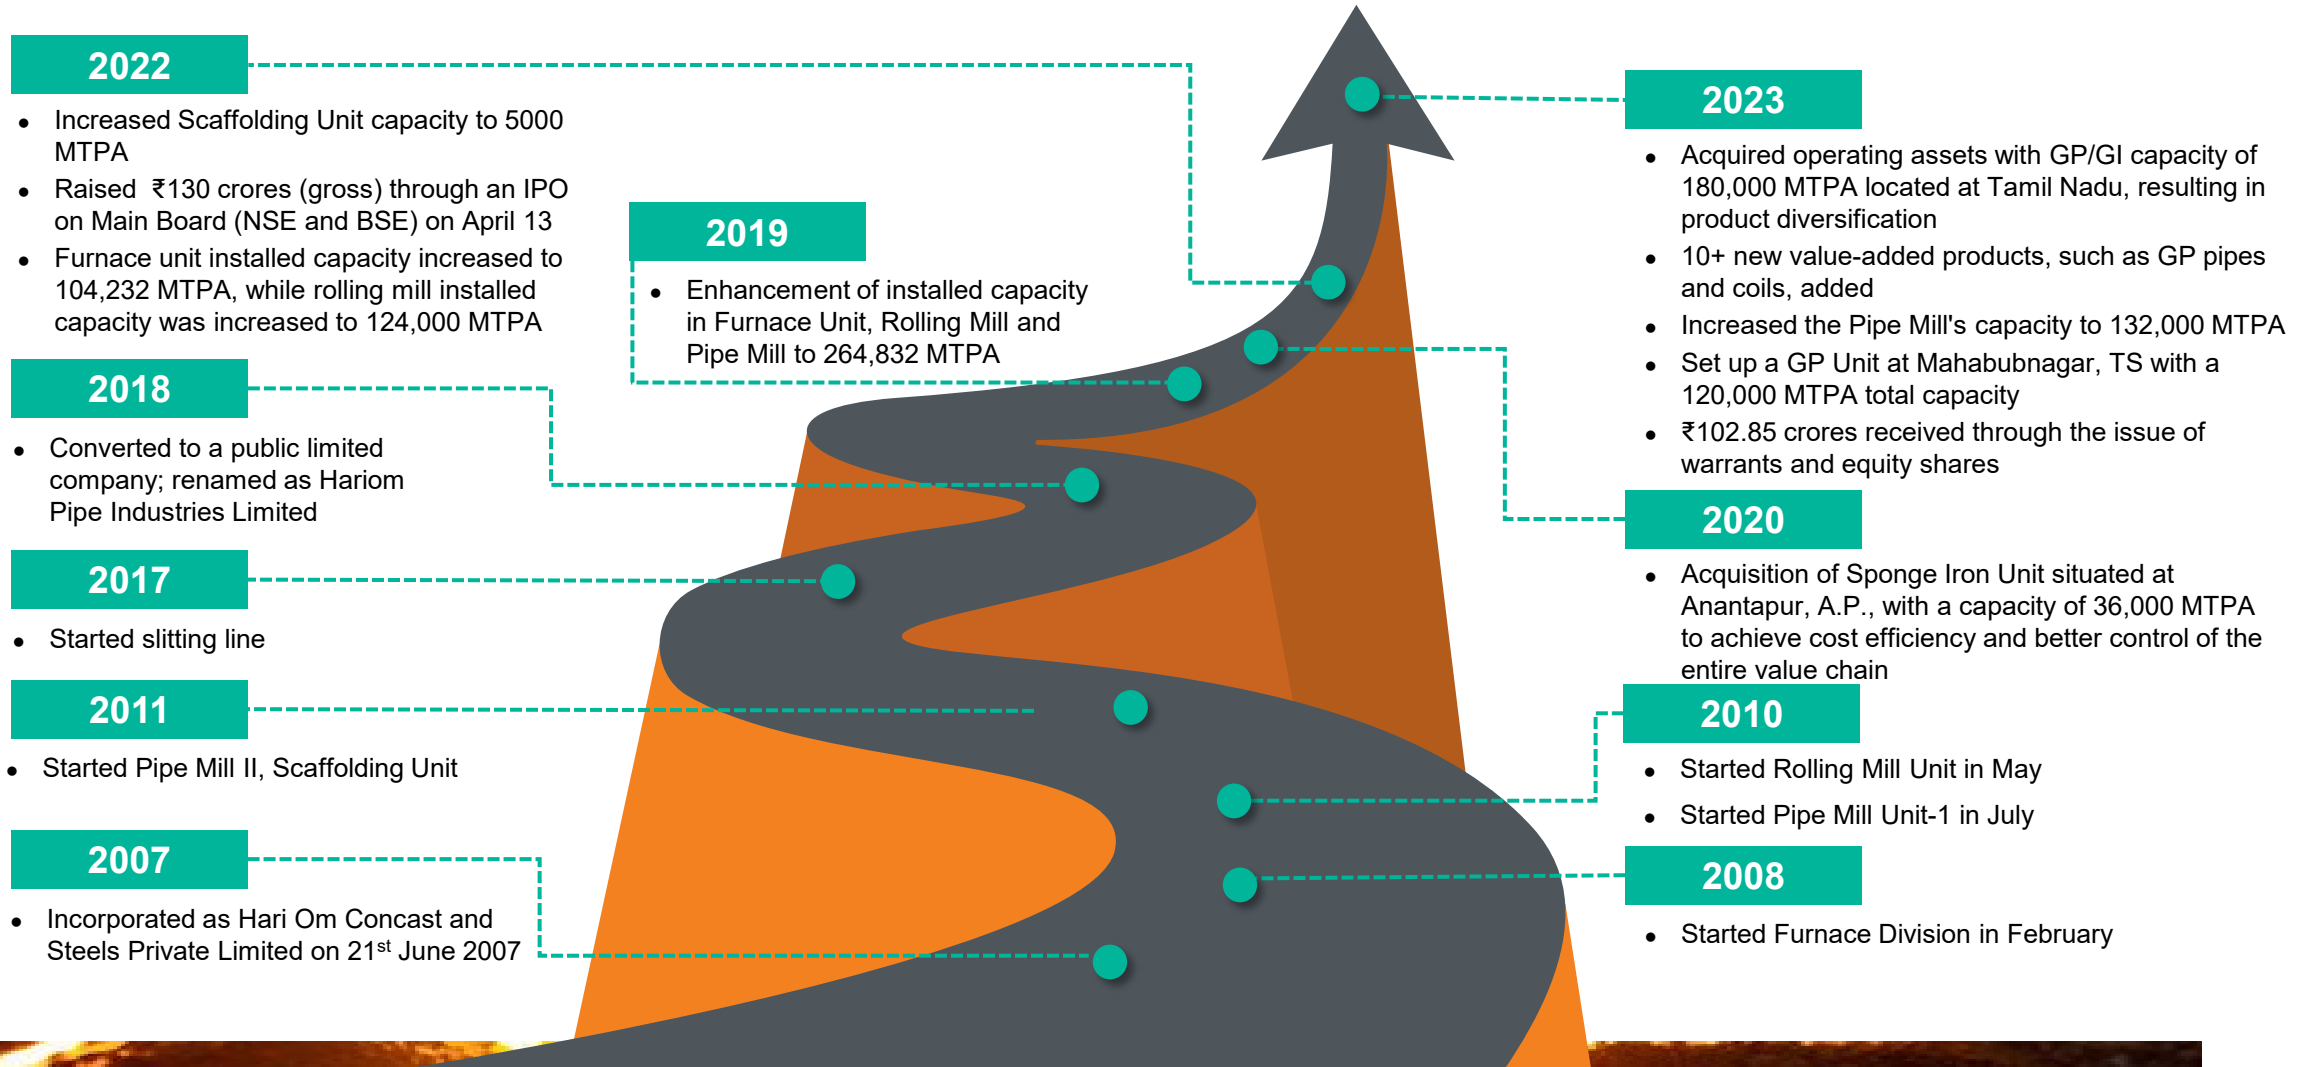 2022
● Increased Scaffolding Unit capacity to 5000
MTPA
● Raised ₹130 crores (gross) through an IPO
on Main Board (NSE and BSE) on April 13
● Furnace unit installed capacity increased to
104,232 MTPA, while rolling mill installed
capacity was increased to 124,000 MTPA
2018
● Converted to a public limited
company; renamed as Hariom
Pipe Industries Limited
2017
● Started slitting line
2011
● Started Pipe Mill II, Scaffolding Unit
2007
● Incorporated as Hari Om Concast and
Steels Private Limited on 21st June 2007
2019
● Enhancement of installed capacity
in Furnace Unit, Rolling Mill and
Pipe Mill to 264,832 MTPA
2023
● Acquired operating assets with GP/GI capacity of
180,000 MTPA located at Tamil Nadu, resulting in
product diversification
● 10+ new value-added products, such as GP pipes
and coils, added
● Increased the Pipe Mill's capacity to 132,000 MTPA
● Set up a GP Unit at Mahabubnagar, TS with a
120,000 MTPA total capacity
● ₹102.85 crores received through the issue of
warrants and equity shares
2020
● Acquisition of Sponge Iron Unit situated at
Anantapur, A.P., with a capacity of 36,000 MTPA
to achieve cost efficiency and better control of the
entire value chain
2010
● Started Rolling Mill Unit in May
● Started Pipe Mill Unit-1 in July
2008
● Started Furnace Division in February